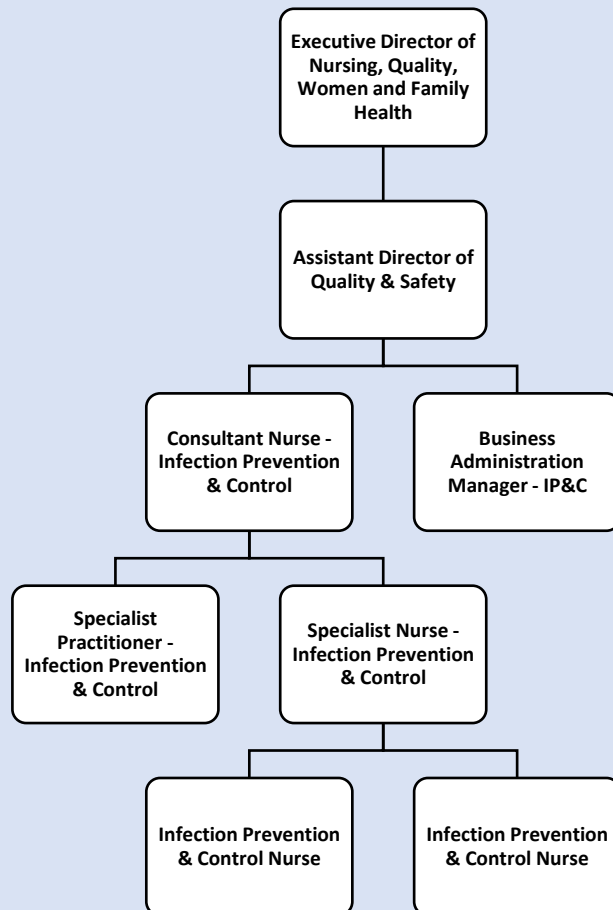 Executive Director of
Nursing, Quality,
Women and Family
Health
Assistant Director of
Quality & Safety
Consultant Nurse -
Infection Prevention
& Control
Business
Administration
Manager - IP&C
Specialist
Practitioner -
Infection Prevention
& Control
Specialist Nurse -
Infection Prevention
& Control
Infection Prevention
& Control Nurse
Infection Prevention
& Control Nurse